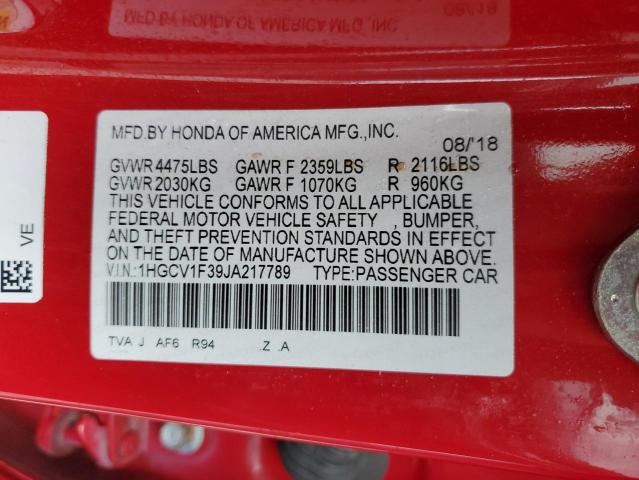 MFD.BY HONDA OF AMERICA MFG.,INC.
08/'18
GVWR 4475LBS GAWR F 2359LBS R 2116LBS
GVWR 2030KG GAWR F 1070KG R 960KG
THIS VEHICLE CONFORMS TO ALL APPLICABLE
FEDERAL MOTOR VEHICLE SAFETY , BUMPER,
AND THEFT PREVENTION STANDARDS IN EFFECT
ON THE DATE OF MANUFACTURE SHOWN ABOVE.
V.I.N.:1HGCV1F39JA217789 TYPE:PASSENGER CAR
TVA J AF6 R94 .Z .A
VE